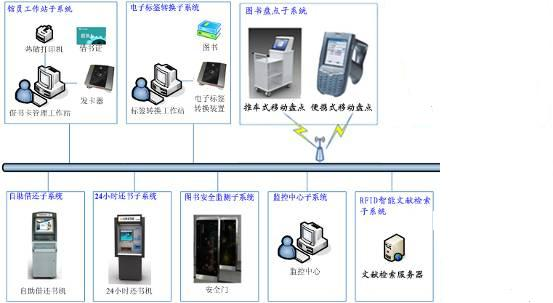 馆员工作站子系统
热敏打印机
借书证
发卡器
借书卡管理工作站
电子标签转换子系统
图书
标签转换工作站
电子标签
转换装置
图书盘点子系统
推车式移动盘点
便携式移动盘点
自助借还子系统
自助借还书机
24小时还书子系统
24小时还书机
图书安全监测子系统
安全门
监控中心子系统
监控中心
RFID智能文献检索
子系统
文献检索服务器